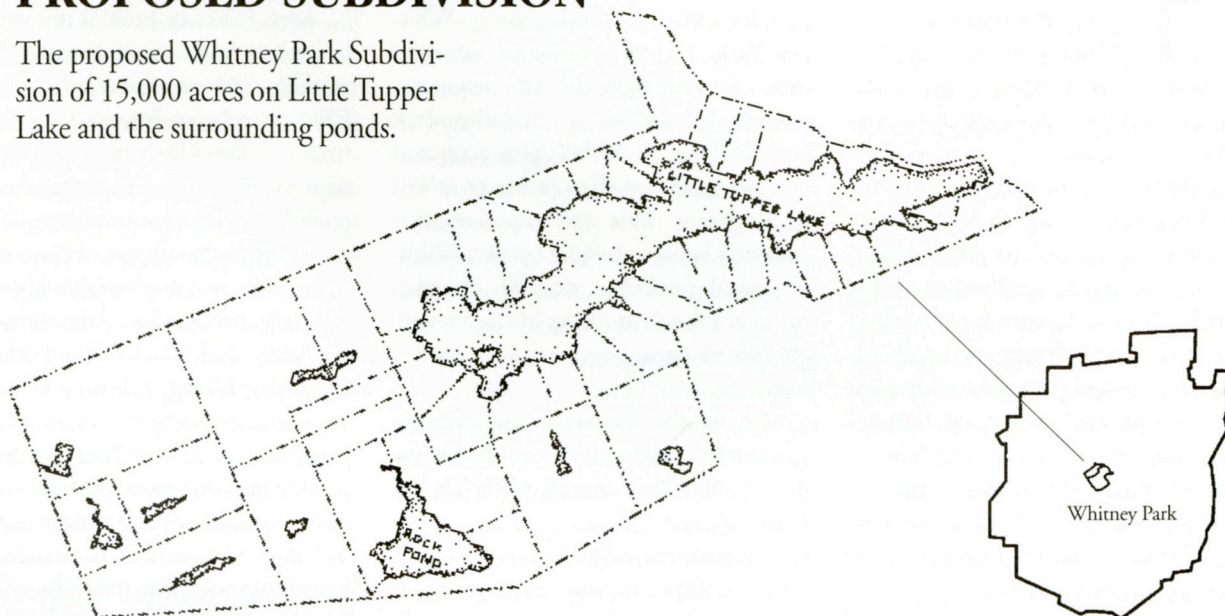 PROPOSED SUBDIVISION
The proposed Whitney Park Subdivi-
sion of 15,000 acres on Little Tupper
Lake and the surrounding ponds.
LITTLE TUPPER LAKE
ROCK
POND
Whitney Park